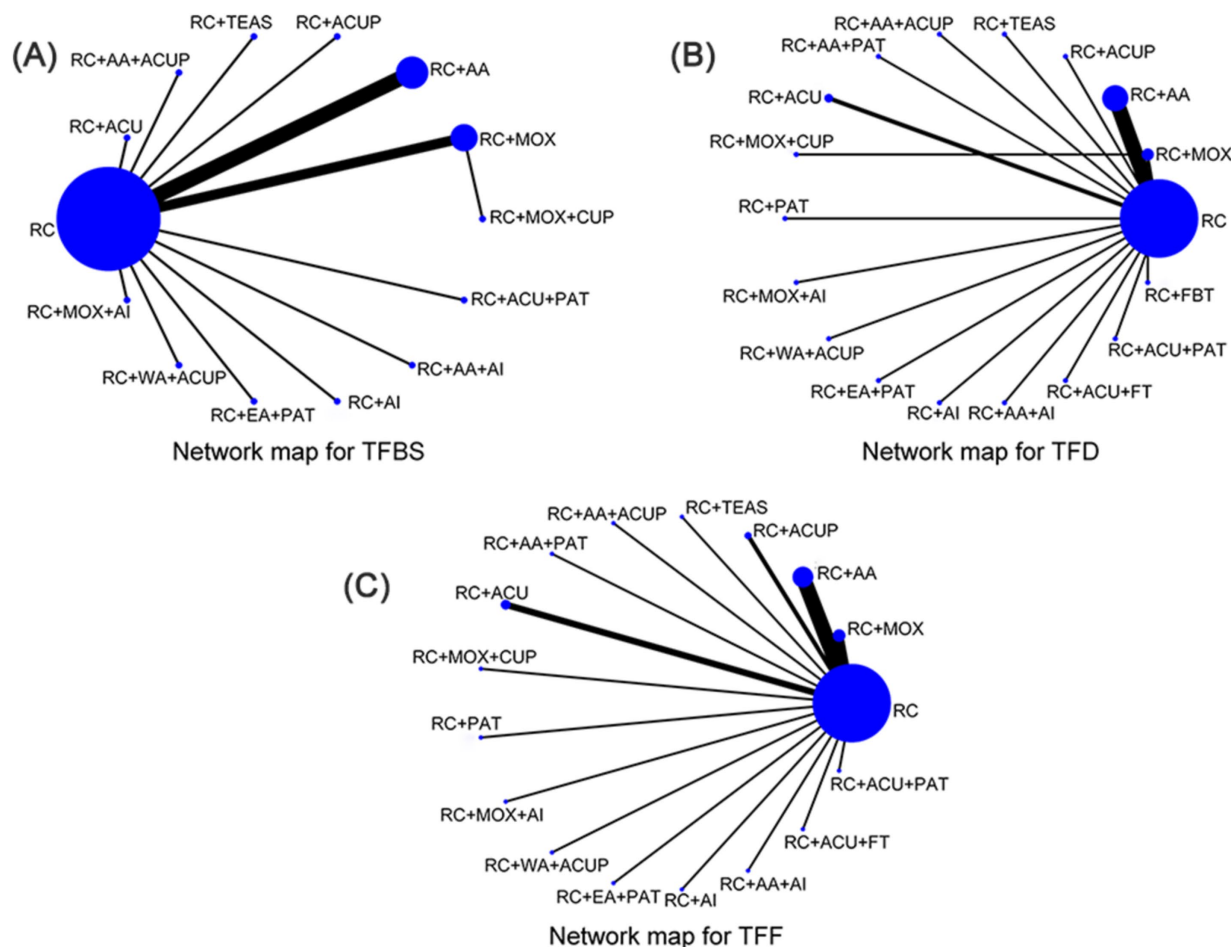 (A)
RC+TEAS
RC+ACUP
RC+AA+ACUP
RC+AA
RC+ACU
RC+MOX
RC
RC+MOX+CUP
RC+MOX+AI
RC+ACU+PAT
RC+WA+ACUP
RC+AA+AI
RC+EA+PAT
RC+AI
Network map for TFBS
(B)
RC+AA+ACUP
RC+TEAS
RC+AA+PAT
RC+ACUP
RC+ACU
RC+AA
RC+MOX+CUP
RC+MOX
RC+PAT
RC
RC+MOX+AI
RC+FBT
RC+WA+ACUP
RC+ACU+PAT
RC+EA+PAT
RC+ACU+FT
RC+AI
RC+AA+AI
Network map for TFD
(C)
RC+TEAS
RC+AA+ACUP
RC+ACUP
RC+AA+PAT
RC+AA
RC+ACU
RC+MOX
RC+MOX+CUP
RC
RC+PAT
RC+ACU+PAT
RC+MOX+AI
RC+ACU+FT
RC+WA+ACUP
RC+AA+AI
RC+EA+PAT
RC+AI
Network map for TFF